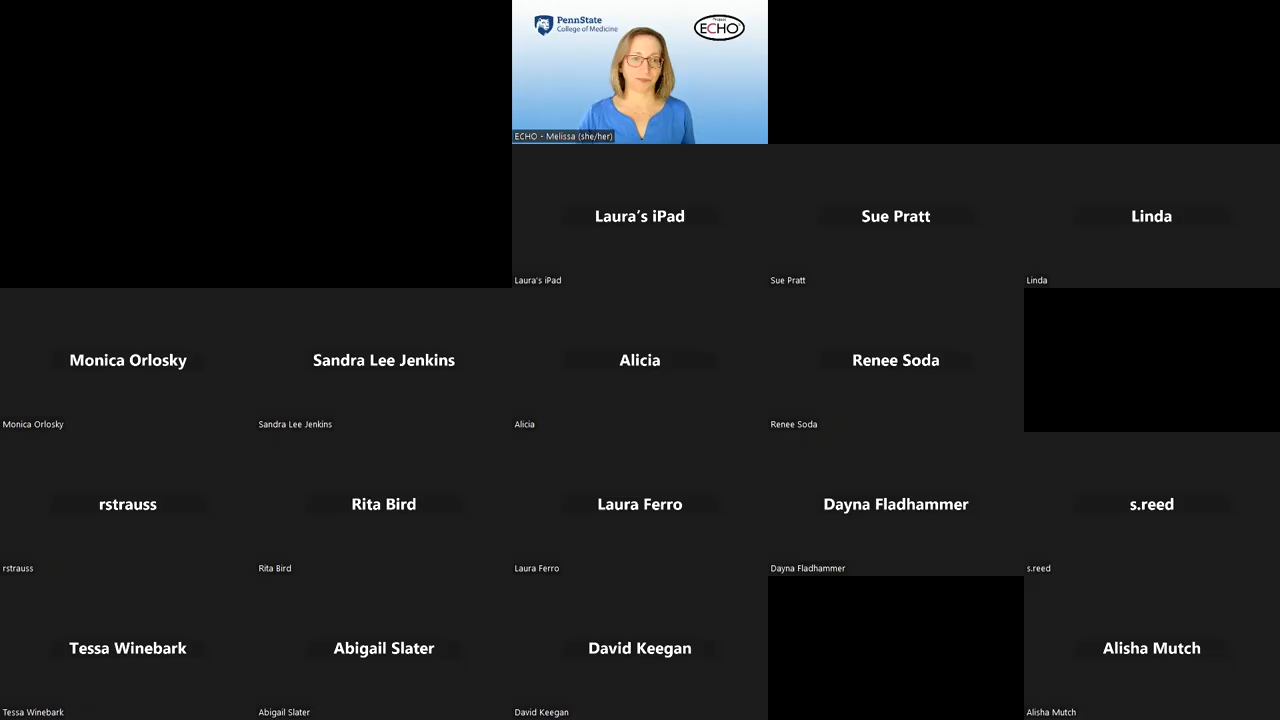 PennState
College of Medicine
Project
ECHO
ECHO - Melissa (she/her)
Laura's iPad
Sue Pratt
Linda
Laura's iPad
Sue Pratt
Linda
Monica Orlosky
Sandra Lee Jenkins
Alicia
Renee Soda
Monica Orlosky
Sandra Lee Jenkins
Alicia
Renee Soda
rstrauss
Rita Bird
Laura Ferro
Dayna Fladhammer
s.reed
rstrauss
Rita Bird
Laura Ferro
Dayna Fladhammer
s.reed
Tessa Winebark
Abigail Slater
David Keegan
Alisha Mutch
Tessa Winebark
Abigail Slater
David Keegan
Alisha Mutch